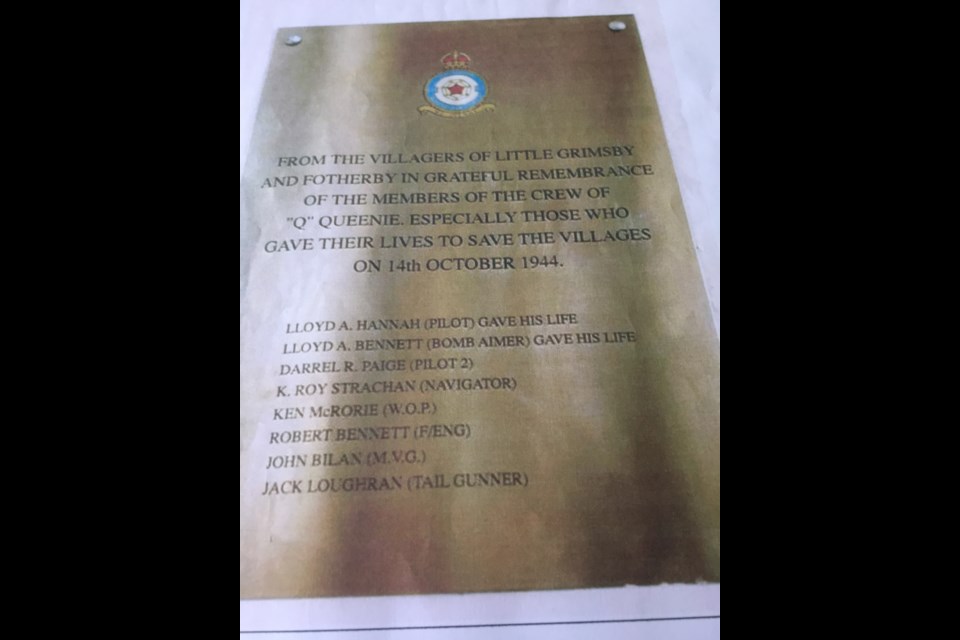 FROM THE VILLAGERS OF LITTLE GRIMSBY
AND FOTHERBY IN GRATEFUL REMEMBRANCE
OF THE MEMBERS OF THE CREW OF
"Q" QUEENIE. ESPECIALLY THOSE WHO
GAVE THEIR LIVES TO SAVE THE VILLAGES
ON 14th OCTOBER 1944.
LLOYD A. HANNAH (PILOT) GAVE HIS LIFE
LLOYD A. BENNETT (BOMB AIMER) GAVE HIS LIFE
DARREL R. PAIGE (PILOT 2)
K. ROY STRACHAN (NAVIGATOR)
KEN McRORIE (W.O.P.)
ROBERT BENNETT (F/ENG)
JOHN BILAN (M.V.G.)
JACK LOUGHRAN (TAIL GUNNER)